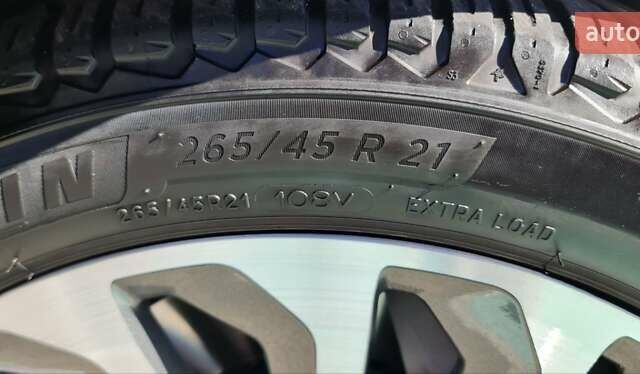 auto
IN 265/45 R 21
265/45R21 108V EXTRA LOAD